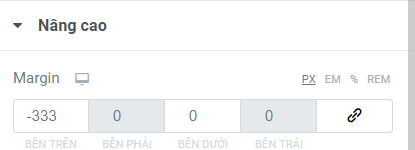 Nâng cao
Margin PX EM % REM
-333 0 0 0
BÊN TRÊN BÊN PHẢI BÊN DƯỚI BÊN TRÁI